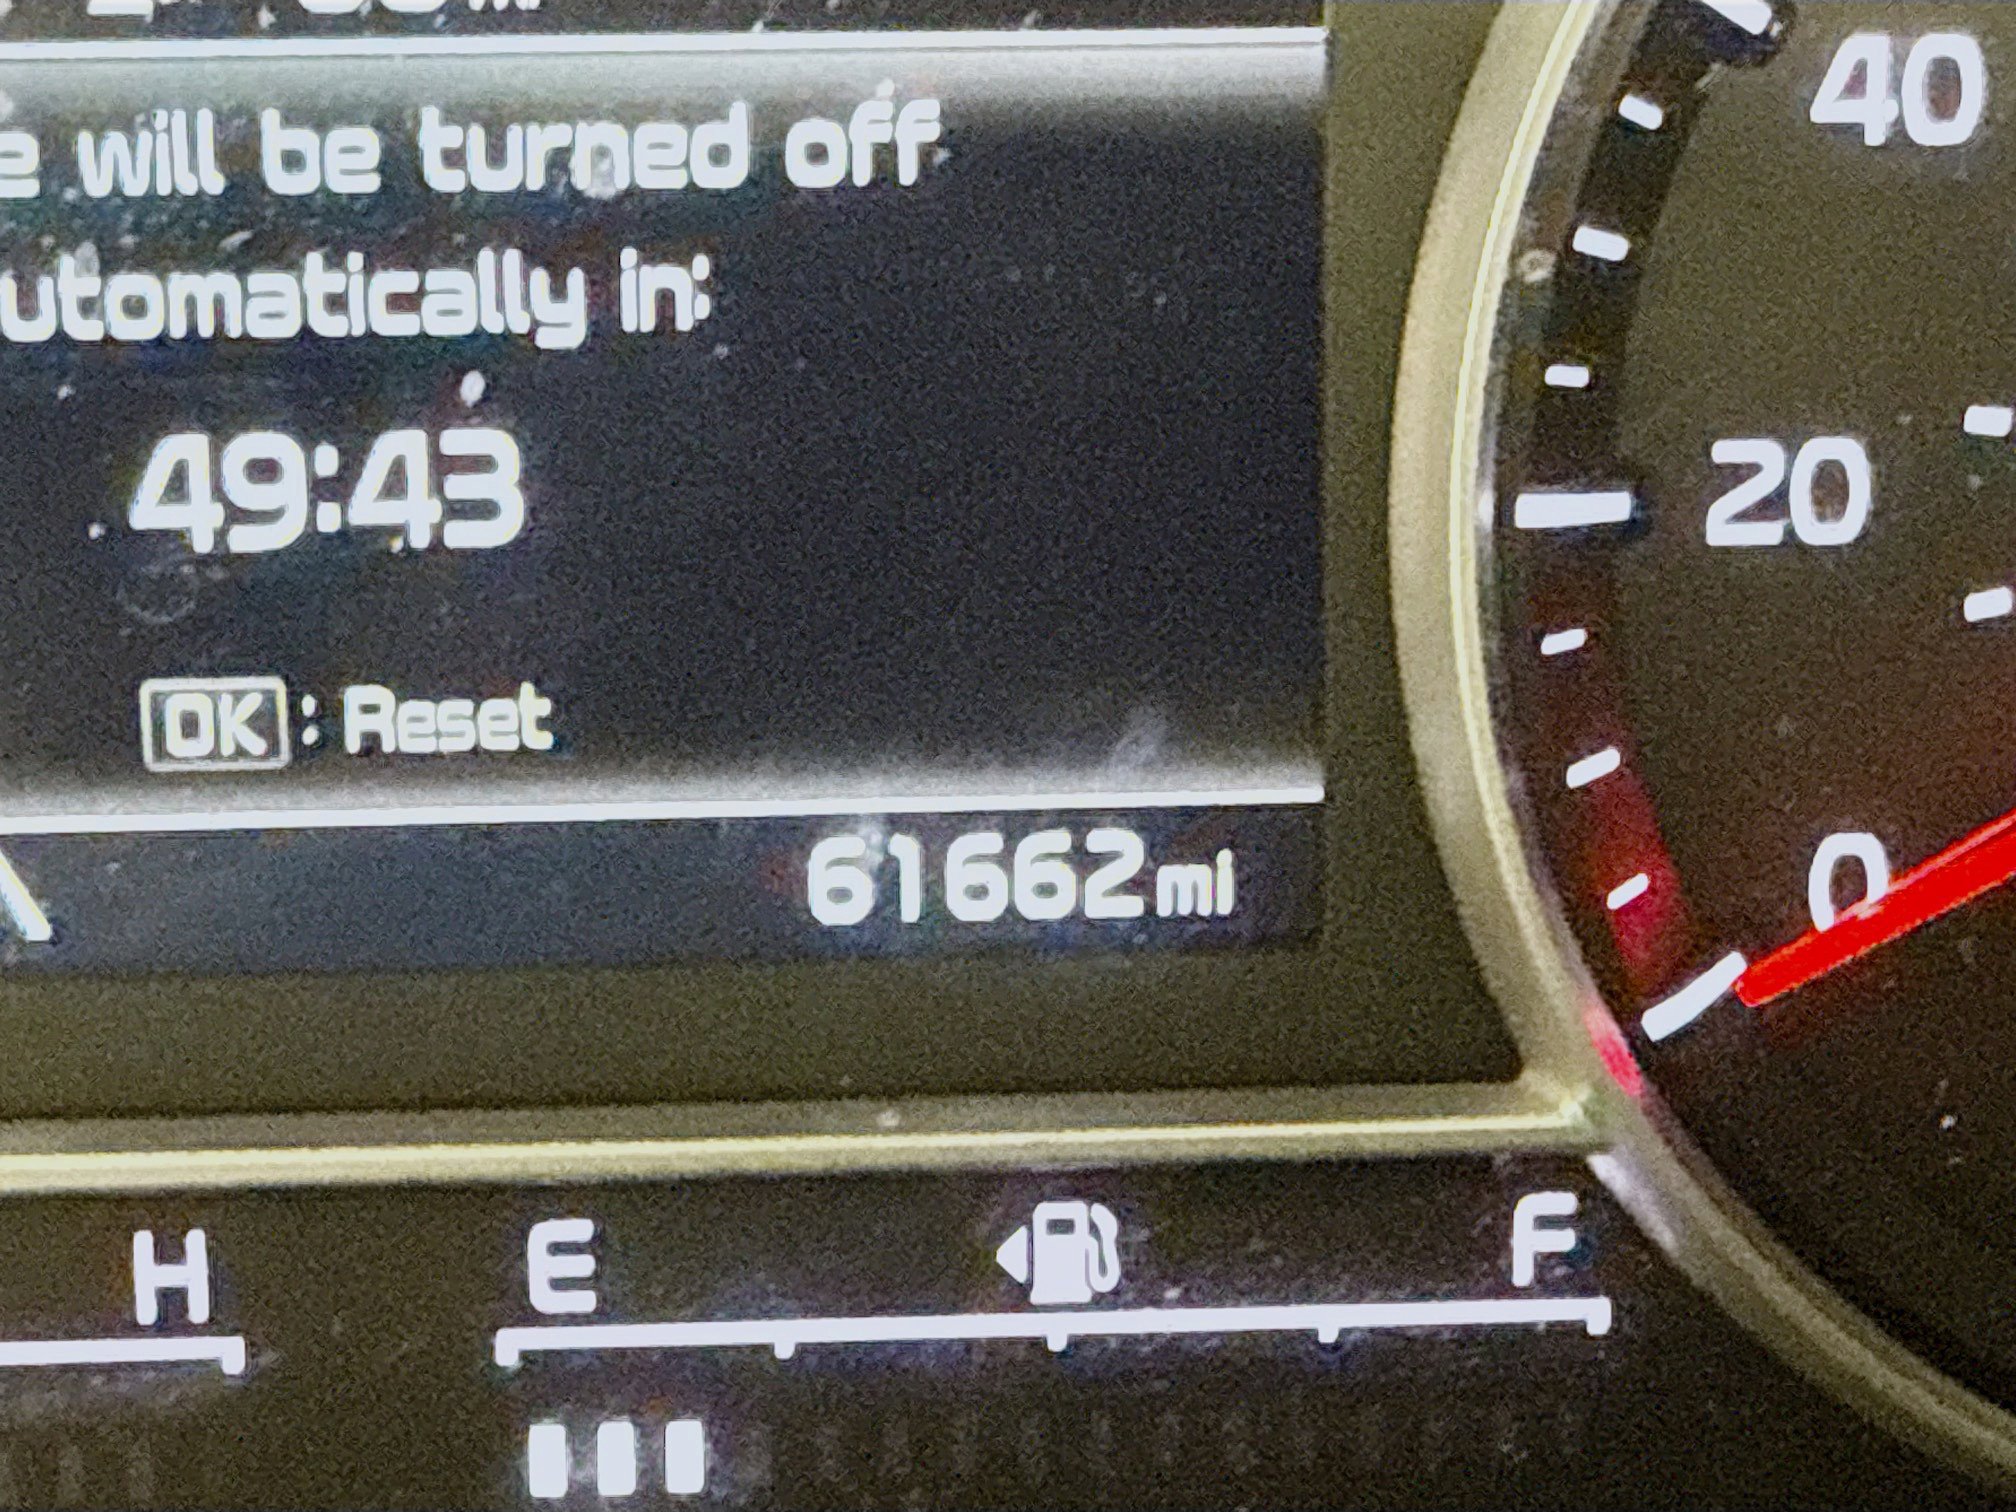 e will be turned off
utomatically in:
49:43
OK : Reset
61662 mi
40
20
0
H
E
F